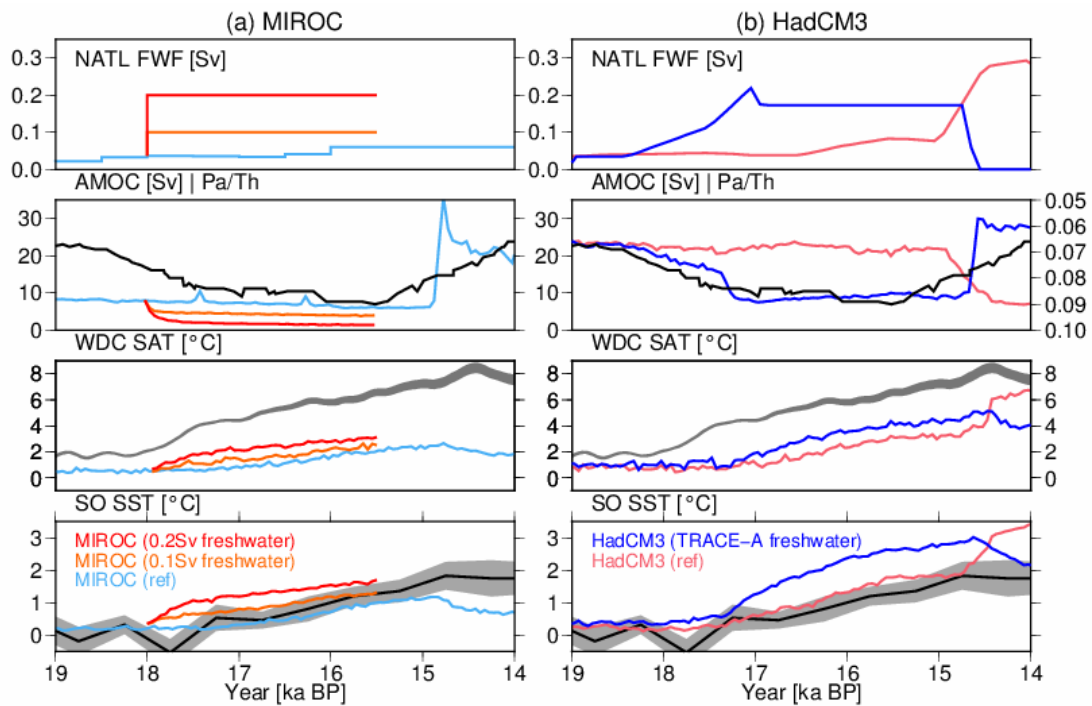 (a) MIROC
(b) HadCM3
NATL FWF [Sv]
0.3
0.2
0.1
0.0
NATL FWF [Sv]
0.3
0.2
0.1
0.0
AMOC [Sv] | Pa/Th
30
20
10
0
AMOC [Sv] | Pa/Th
30
20
10
0
0.05
0.06
0.07
0.08
0.09
0.10
WDC SAT [°C]
8
6
4
2
0
WDC SAT [°C]
8
6
4
2
0
8
6
4
2
0
SO SST [°C]
3
2
1
0
MIROC (0.2Sv freshwater)
MIROC (0.1Sv freshwater)
MIROC (ref)
19 18 17 16 15 14
Year [ka BP]
SO SST [°C]
3
2
1
0
HadCM3 (TRACE−A freshwater)
HadCM3 (ref)
19 18 17 16 15 14
Year [ka BP]